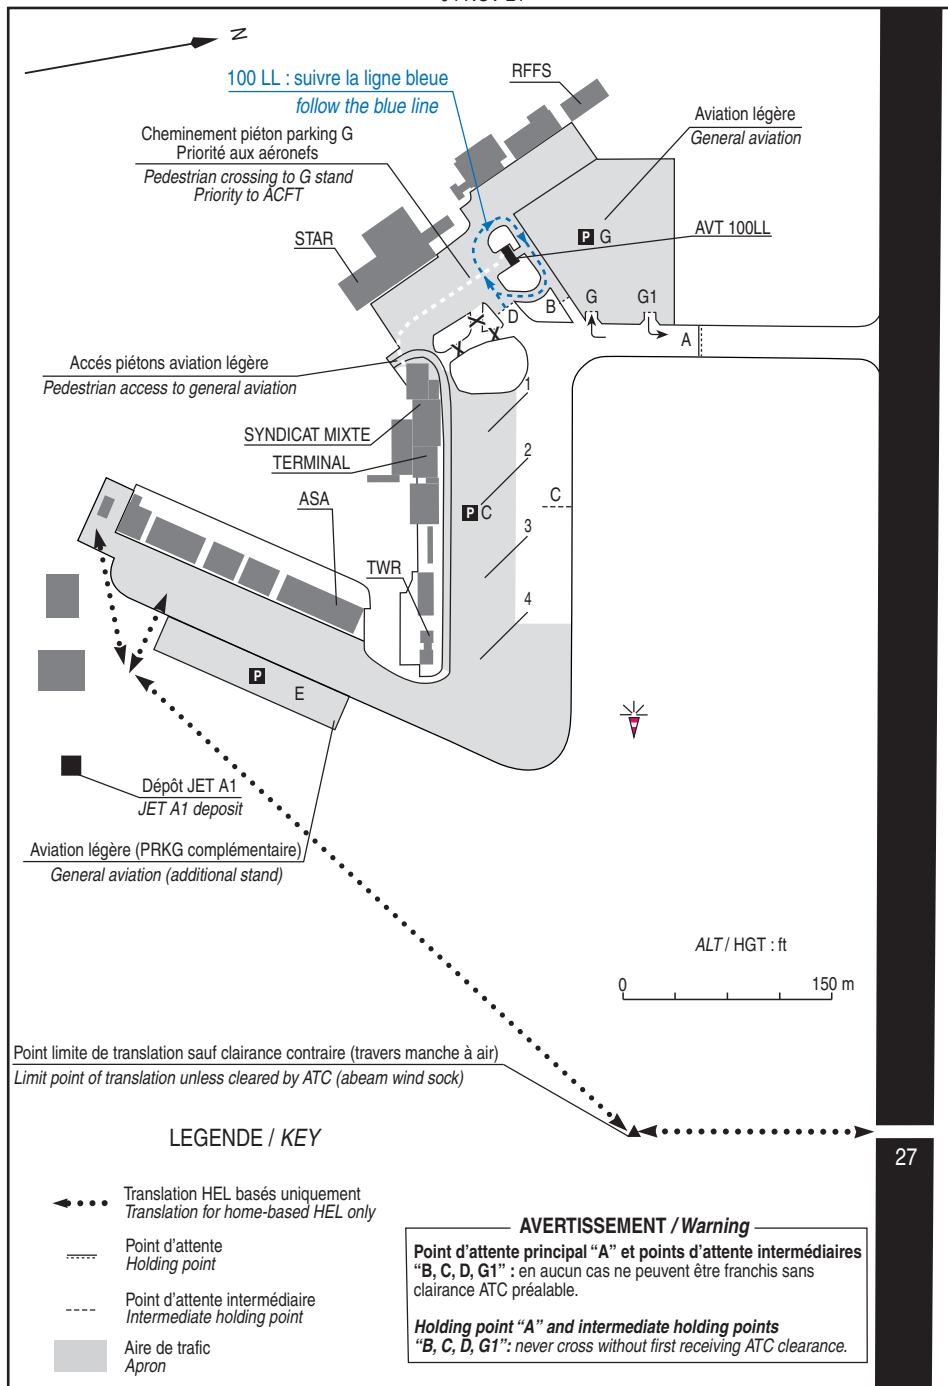 N
100 LL : suivre la ligne bleue
follow the blue line
RFFS
Cheminement piéton parking G
Priorité aux aéronefs
Pedestrian crossing to G stand
Priority to ACFT
Aviation légère
General aviation
STAR
P G
AVT 100LL
G
G1
B
D
A
Accés piétons aviation légère
Pedestrian access to general aviation
1
SYNDICAT MIXTE
TERMINAL
2
ASA
C
P C
3
TWR
4
P
E
Dépôt JET A1
JET A1 deposit
Aviation légère (PRKG complémentaire)
General aviation (additional stand)
ALT / HGT : ft
0
150 m
Point limite de translation sauf clairance contraire (travers manche à air)
Limit point of translation unless cleared by ATC (abeam wind sock)
27
LEGENDE / KEY
Translation HEL basés uniquement
Translation for home-based HEL only
Point d'attente
Holding point
Point d'attente intermédiaire
Intermediate holding point
Aire de trafic
Apron
AVERTISSEMENT / Warning
Point d'attente principal “A” et points d'attente intermédiaires
“B, C, D, G1” : en aucun cas ne peuvent être franchis sans
clairance ATC préalable.
Holding point “A” and intermediate holding points
“B, C, D, G1”: never cross without first receiving ATC clearance.